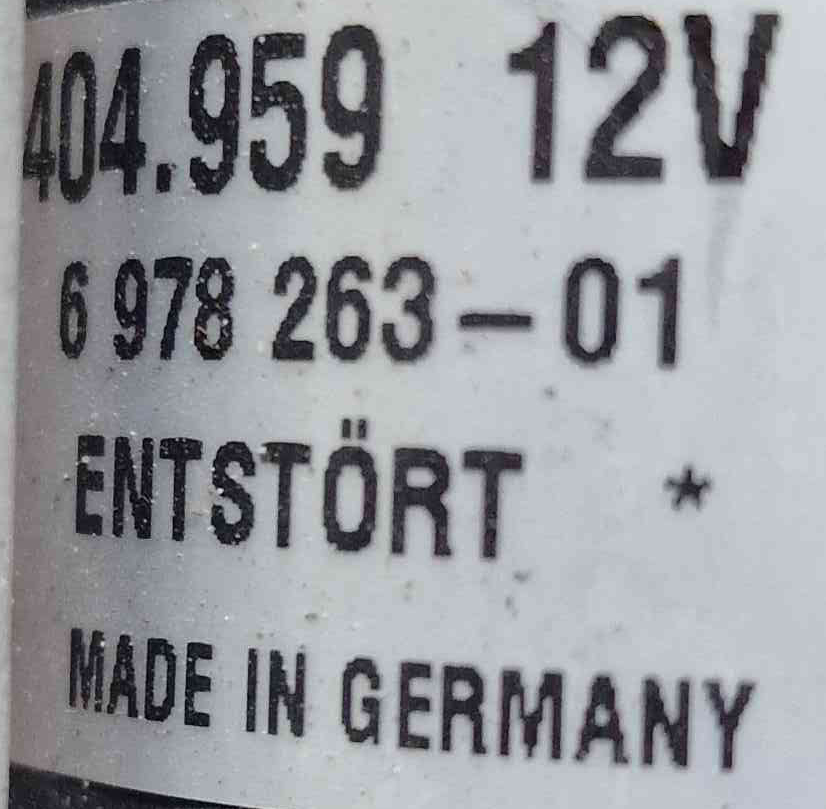 404.959 12V
6 978 263-01
ENTSTÖRT *
MADE IN GERMANY